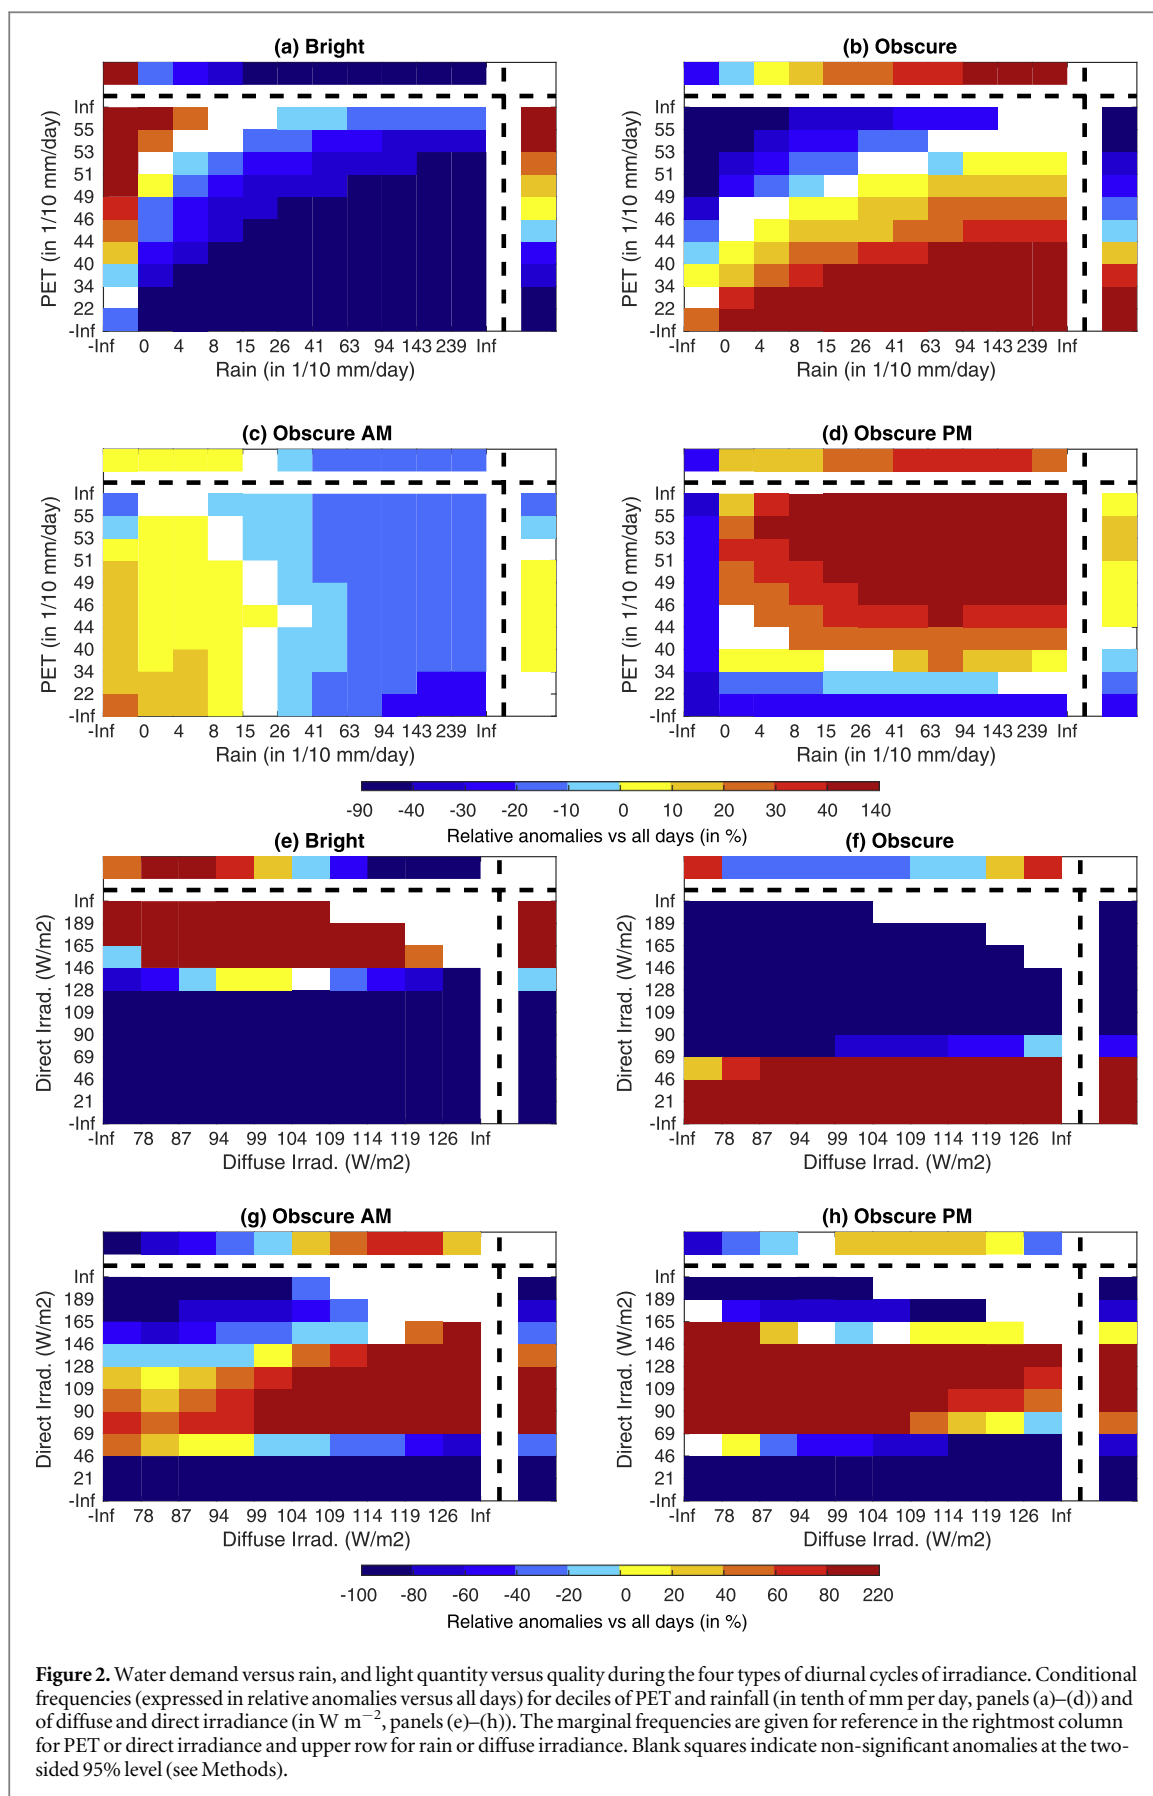 (a) Bright
(b) Obscure
PET (in 1/10 mm/day)
Inf
55
53
51
49
46
44
40
34
22
-Inf
-Inf 0 4 8 15 26 41 63 94 143 239 Inf
Rain (in 1/10 mm/day)
PET (in 1/10 mm/day)
Inf
55
53
51
49
46
44
40
34
22
-Inf
-Inf 0 4 8 15 26 41 63 94 143 239 Inf
Rain (in 1/10 mm/day)
(c) Obscure AM
(d) Obscure PM
PET (in 1/10 mm/day)
Inf
55
53
51
49
46
44
40
34
22
-Inf
-Inf 0 4 8 15 26 41 63 94 143 239 Inf
Rain (in 1/10 mm/day)
PET (in 1/10 mm/day)
Inf
55
53
51
49
46
44
40
34
22
-Inf
-Inf 0 4 8 15 26 41 63 94 143 239 Inf
Rain (in 1/10 mm/day)
-90 -40 -30 -20 -10 0 10 20 30 40 140
Relative anomalies vs all days (in %)
(e) Bright
(f) Obscure
Direct Irrad. (W/m2)
Inf
189
165
146
128
109
90
69
46
21
-Inf
-Inf 78 87 94 99 104 109 114 119 126 Inf
Diffuse Irrad. (W/m2)
Direct Irrad. (W/m2)
Inf
189
165
146
128
109
90
69
46
21
-Inf
-Inf 78 87 94 99 104 109 114 119 126 Inf
Diffuse Irrad. (W/m2)
(g) Obscure AM
(h) Obscure PM
Direct Irrad. (W/m2)
Inf
189
165
146
128
109
90
69
46
21
-Inf
-Inf 78 87 94 99 104 109 114 119 126 Inf
Diffuse Irrad. (W/m2)
Direct Irrad. (W/m2)
Inf
189
165
146
128
109
90
69
46
21
-Inf
-Inf 78 87 94 99 104 109 114 119 126 Inf
Diffuse Irrad. (W/m2)
-100 -80 -60 -40 -20 0 20 40 60 80 220
Relative anomalies vs all days (in %)
Figure 2. Water demand versus rain, and light quantity versus quality during the four types of diurnal cycles of irradiance. Conditional
frequencies (expressed in relative anomalies versus all days) for deciles of PET and rainfall (in tenth of mm per day, panels (a)–(d)) and
of diffuse and direct irradiance (in W m⁻², panels (e)–(h)). The marginal frequencies are given for reference in the rightmost column
for PET or direct irradiance and upper row for rain or diffuse irradiance. Blank squares indicate non-significant anomalies at the two-
sided 95% level (see Methods).